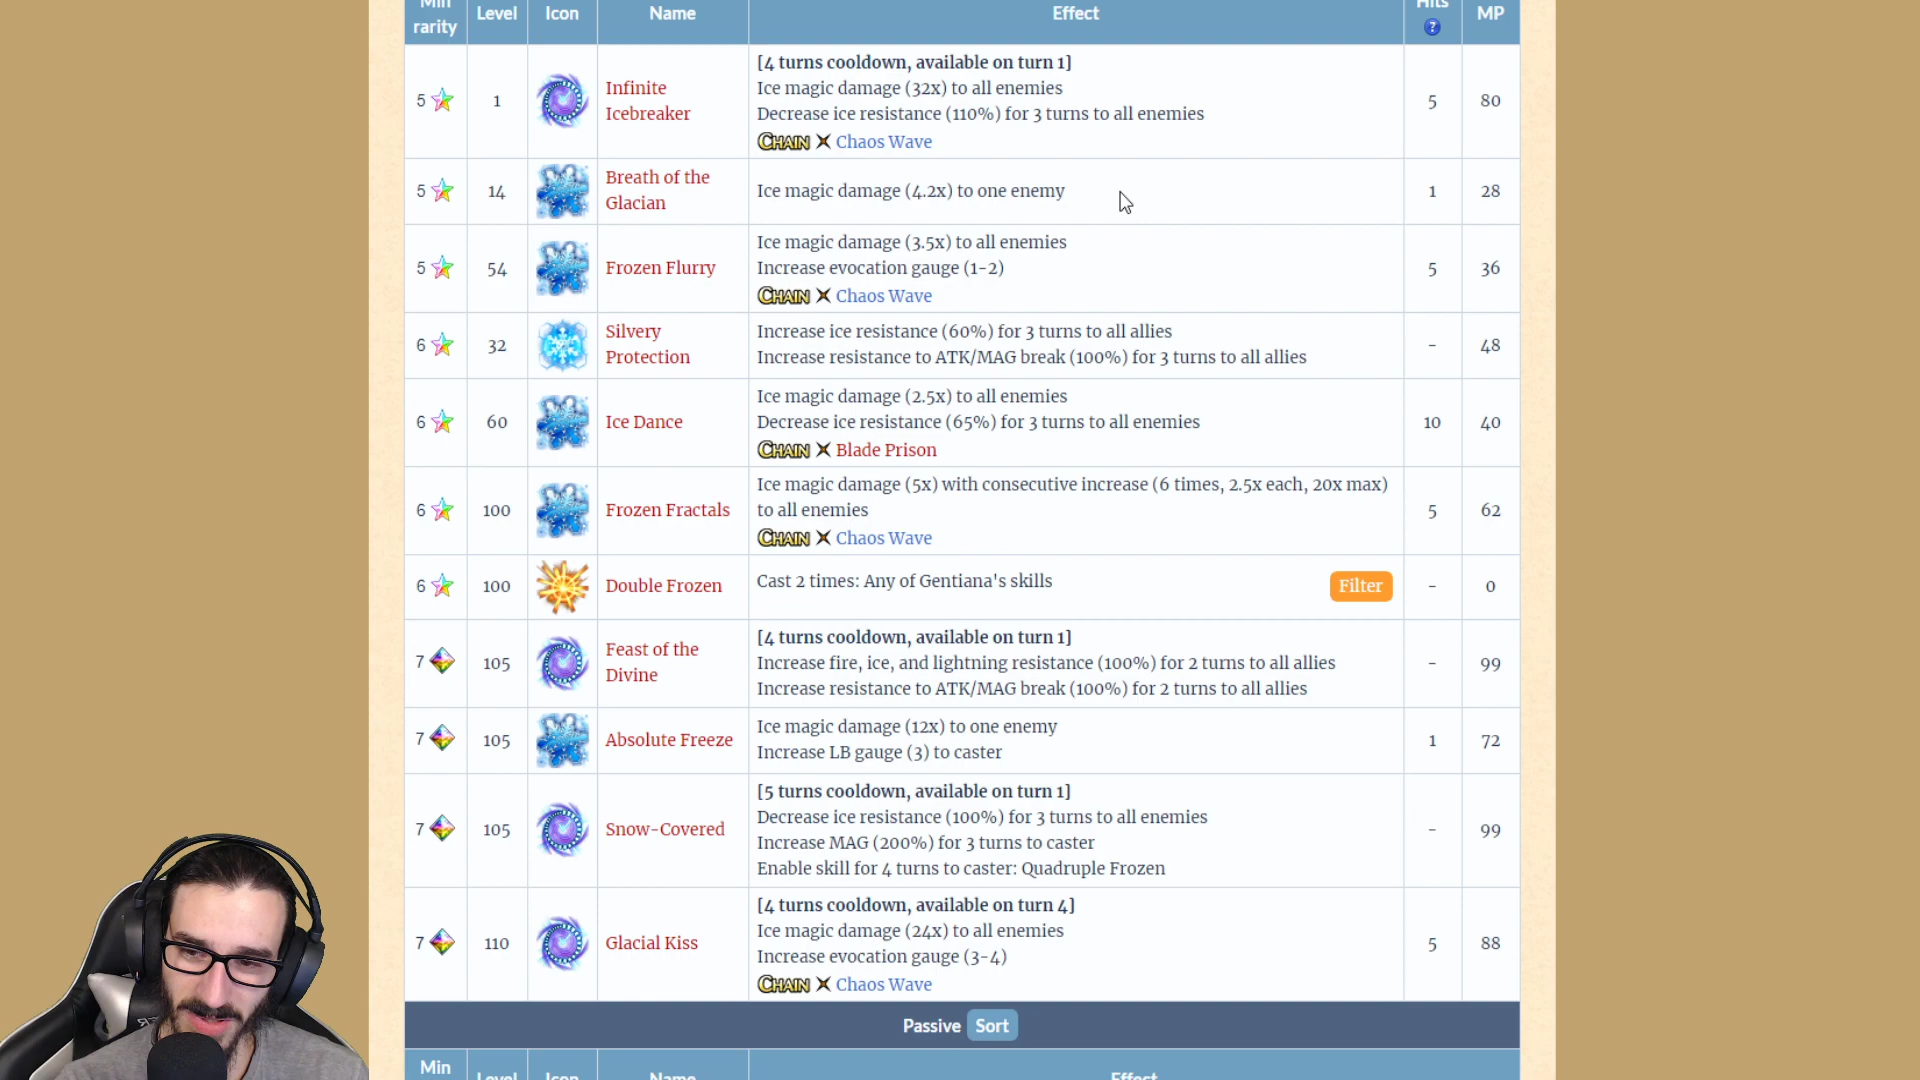 Min
rarity
Level
Icon
Name
Effect
Hits
?
MP
5
1
Infinite
Icebreaker
[4 turns cooldown, available on turn 1]
Ice magic damage (32x) to all enemies
Decrease ice resistance (110%) for 3 turns to all enemies
CHAIN Chaos Wave
5
80
5
14
Breath of the
Glacian
Ice magic damage (4.2x) to one enemy
1
28
5
54
Frozen Flurry
Ice magic damage (3.5x) to all enemies
Increase evocation gauge (1-2)
CHAIN Chaos Wave
5
36
6
32
Silvery
Protection
Increase ice resistance (60%) for 3 turns to all allies
Increase resistance to ATK/MAG break (100%) for 3 turns to all allies
-
48
6
60
Ice Dance
Ice magic damage (2.5x) to all enemies
Decrease ice resistance (65%) for 3 turns to all enemies
CHAIN Blade Prison
10
40
6
100
Frozen Fractals
Ice magic damage (5x) with consecutive increase (6 times, 2.5x each, 20x max)
to all enemies
CHAIN Chaos Wave
5
62
6
100
Double Frozen
Cast 2 times: Any of Gentiana's skills
Filter
-
0
7
105
Feast of the
Divine
[4 turns cooldown, available on turn 1]
Increase fire, ice, and lightning resistance (100%) for 2 turns to all allies
Increase resistance to ATK/MAG break (100%) for 2 turns to all allies
-
99
7
105
Absolute Freeze
Ice magic damage (12x) to one enemy
Increase LB gauge (3) to caster
1
72
7
105
Snow-Covered
[5 turns cooldown, available on turn 1]
Decrease ice resistance (100%) for 3 turns to all enemies
Increase MAG (200%) for 3 turns to caster
Enable skill for 4 turns to caster: Quadruple Frozen
-
99
7
110
Glacial Kiss
[4 turns cooldown, available on turn 4]
Ice magic damage (24x) to all enemies
Increase evocation gauge (3-4)
CHAIN Chaos Wave
5
88
Passive Sort
Min
Level
Icon
Name
Effect